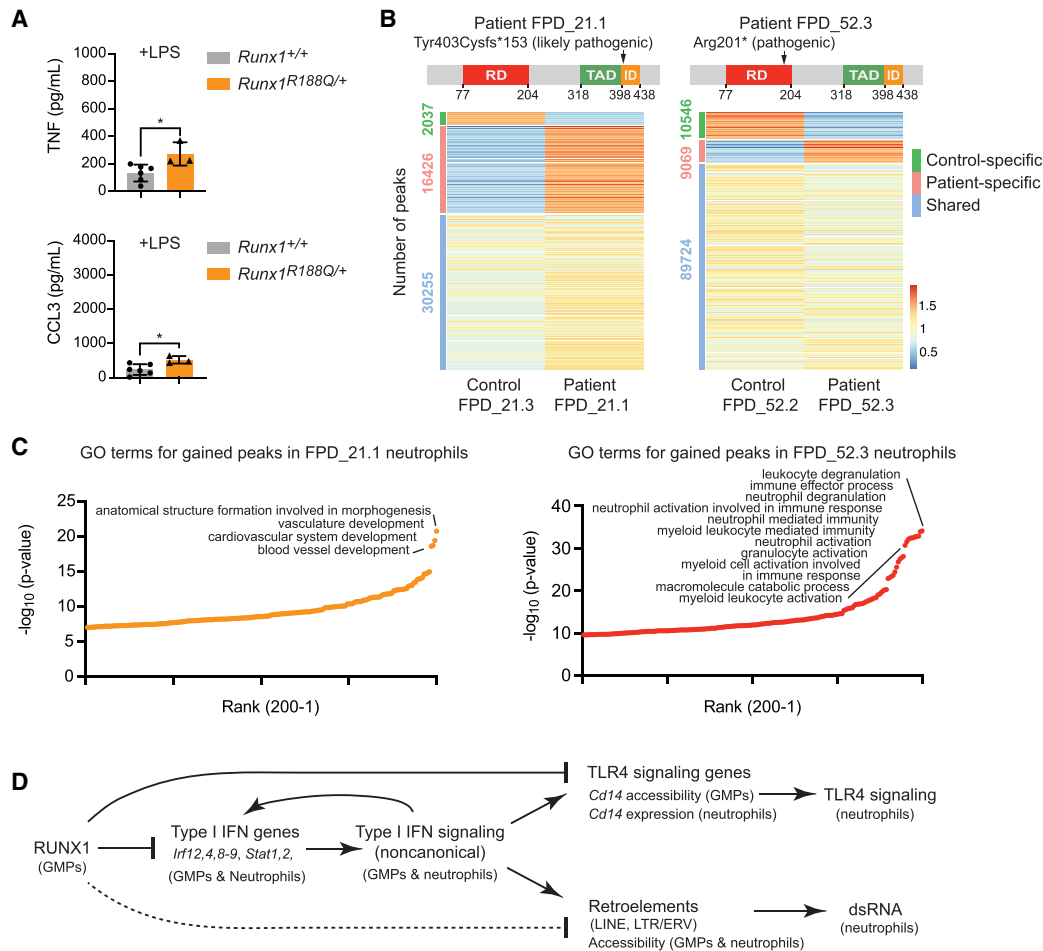 A
+LPS
Runx1+/+
Runx1R188Q/+
TNF (pg/mL)
1000
800
600
400
200
0
*
+LPS
Runx1+/+
Runx1R188Q/+
CCL3 (pg/mL)
4000
3000
2000
1000
0
*
B
Patient FPD_21.1
Tyr403Cysfs*153 (likely pathogenic)
RD
TAD
ID
77
204
318
398
438
Number of peaks
2037
16426
30255
Control
FPD_21.3
Patient
FPD_21.1
Patient FPD_52.3
Arg201* (pathogenic)
RD
TAD
ID
77
204
318
398
438
10546
9069
89724
Control
FPD_52.2
Patient
FPD_52.3
Control-specific
Patient-specific
Shared
1.5
1
0.5
C
GO terms for gained peaks in FPD_21.1 neutrophils
-log10 (p-value)
25
20
15
10
5
0
anatomical structure formation involved in morphogenesis
vasculature development
cardiovascular system development
blood vessel development
Rank (200-1)
GO terms for gained peaks in FPD_52.3 neutrophils
-log10 (p-value)
40
30
20
10
0
leukocyte degranulation
immune effector process
neutrophil degranulation
neutrophil activation involved in immune response
neutrophil mediated immunity
myeloid leukocyte mediated immunity
neutrophil activation
granulocyte activation
myeloid cell activation involved
in immune response
macromolecule catabolic process
myeloid leukocyte activation
Rank (200-1)
D
RUNX1
(GMPs)
Type I IFN genes
Irf12,4,8-9, Stat1,2,
(GMPs & Neutrophils)
Type I IFN signaling
(noncanonical)
(GMPs & neutrophils)
TLR4 signaling genes
Cd14 accessibility (GMPs)
Cd14 expression (neutrophils)
TLR4 signaling
(neutrophils)
Retroelements
(LINE, LTR/ERV)
Accessibility (GMPs & neutrophils)
dsRNA
(neutrophils)